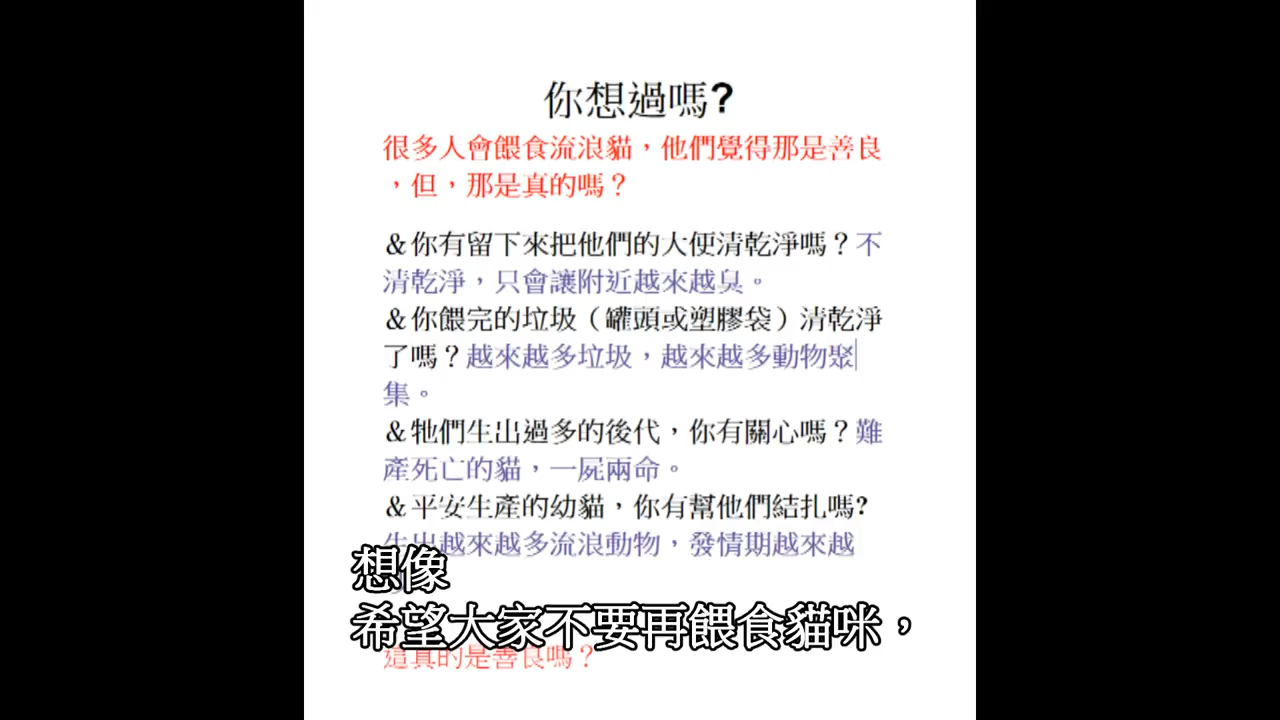 你想過嗎?
很多人會餵食流浪貓，他們覺得那是善良
，但，那是真的嗎？
＆你有留下來把他們的大便清乾淨嗎？不
清乾淨，只會讓附近越來越臭。
＆你餵完的垃圾（罐頭或塑膠袋）清乾淨
了嗎？越來越多垃圾，越來越多動物聚
集。
＆牠們生出過多的後代，你有關心嗎？難
產死亡的貓，一屍兩命。
＆平安生產的幼貓，你有幫他們結扎嗎?
生出越來越多流浪動物，發情期越來越
想像
希望大家不要再餵食貓咪，
這真的是善良嗎？